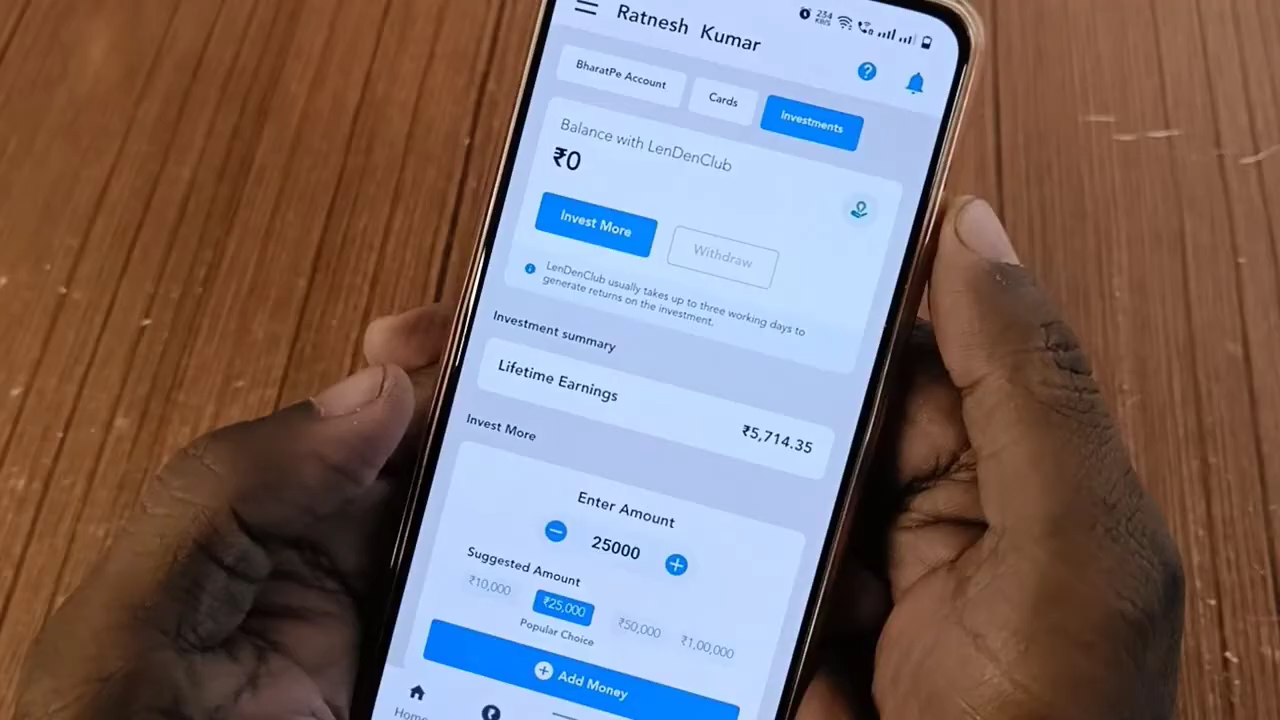 Ratnesh Kumar
234
KB/S
BharatPe Account
Cards
Investments
Balance with LenDenClub
₹0
Invest More
Withdraw
LenDenClub usually takes up to three working days to
generate returns on the investment.
Investment summary
Lifetime Earnings
₹5,714.35
Invest More
Enter Amount
25000
Suggested Amount
₹10,000
₹25,000
₹50,000
₹1,00,000
Popular Choice
Add Money
Home